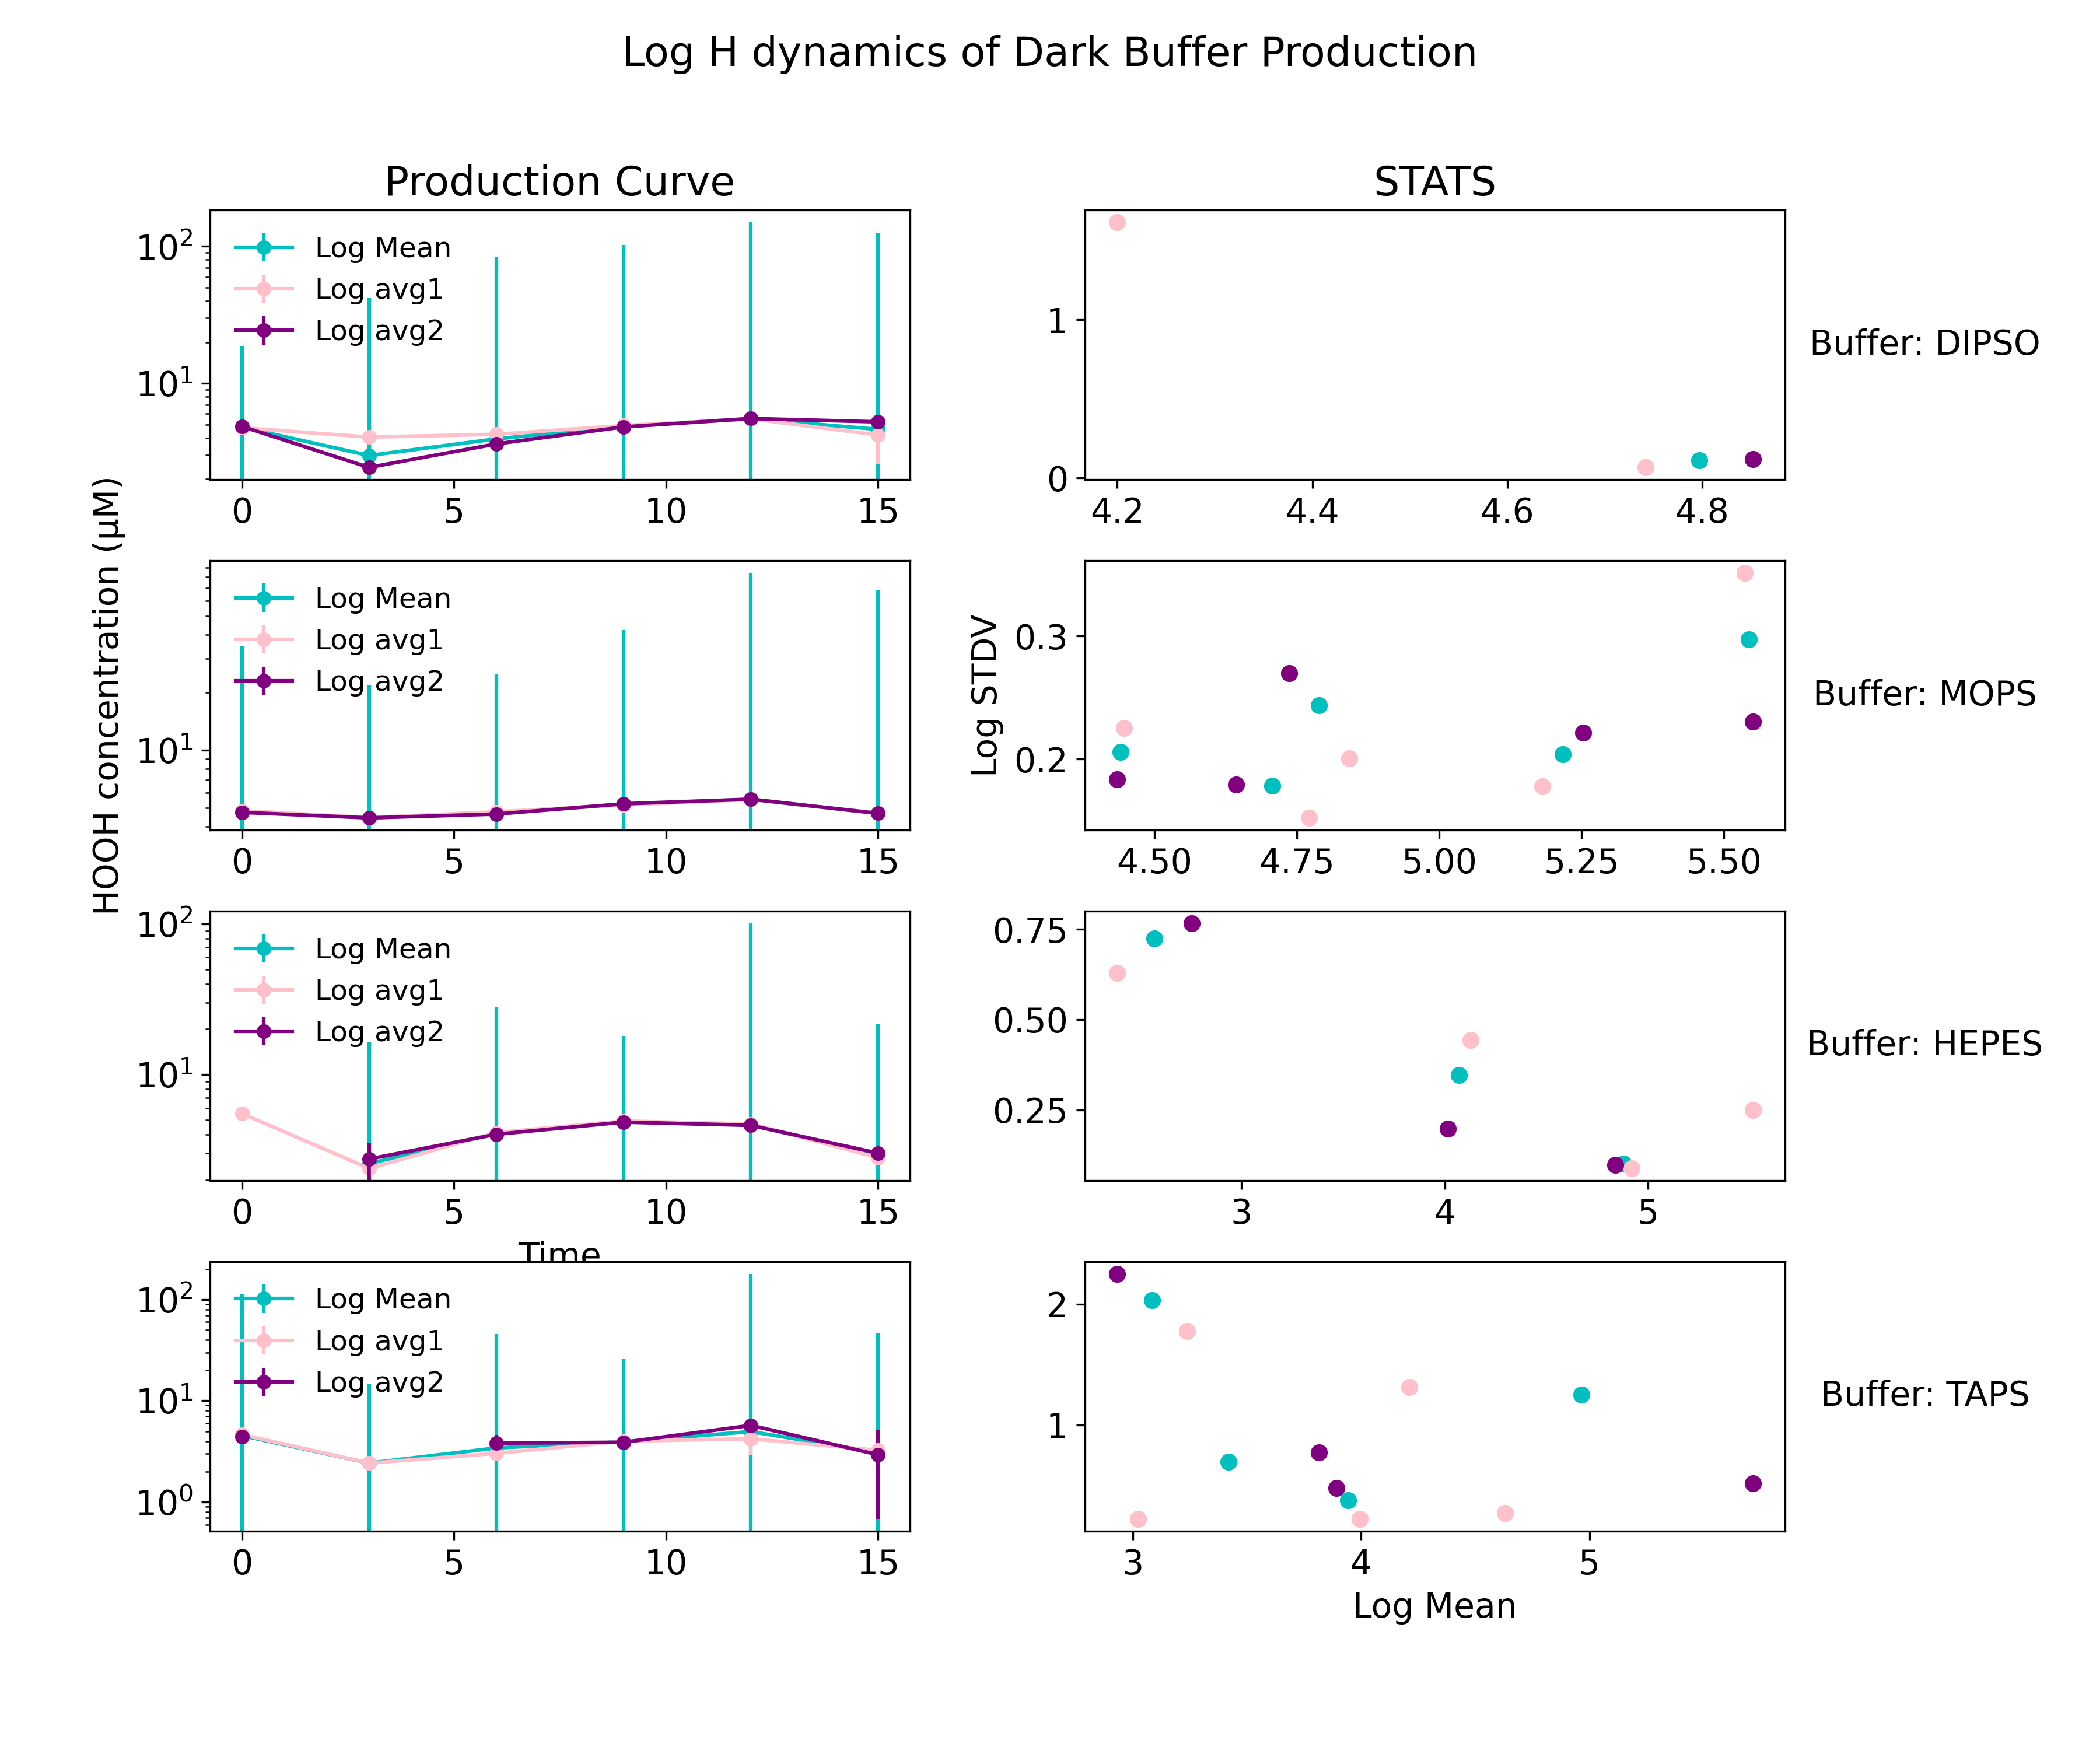 Log H dynamics of Dark Buffer Production
Production Curve
STATS
HOOH concentration (μM)
10²
10¹
Log Mean
Log avg1
Log avg2
0 5 10 15
1
0
4.2 4.4 4.6 4.8
Buffer: DIPSO
10¹
Log Mean
Log avg1
Log avg2
0 5 10 15
Log STDV
0.3
0.2
4.50 4.75 5.00 5.25 5.50
Buffer: MOPS
10²
10¹
Log Mean
Log avg1
Log avg2
0 5 10 15
Time
0.75
0.50
0.25
3 4 5
Buffer: HEPES
10²
10¹
10⁰
Log Mean
Log avg1
Log avg2
0 5 10 15
2
1
3 4 5
Log Mean
Buffer: TAPS